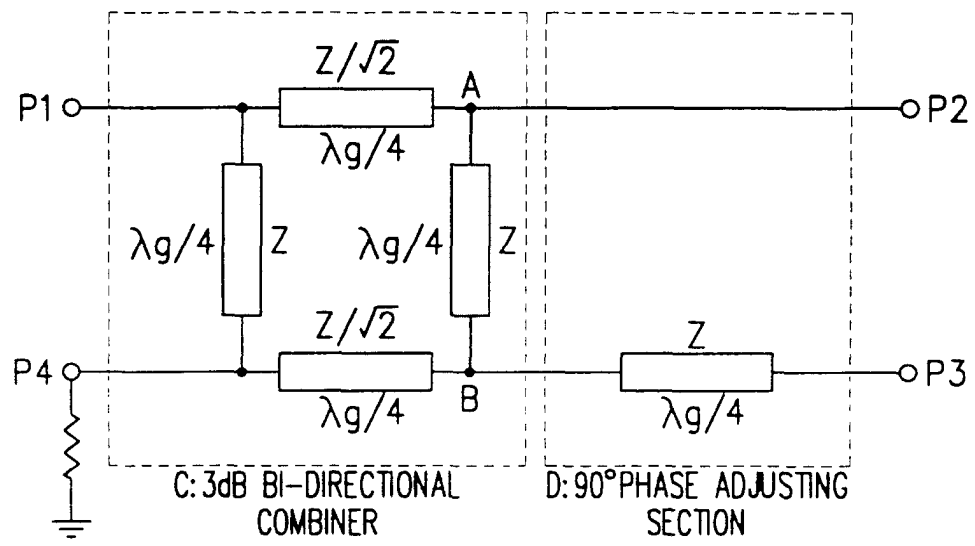 Z/√2
P1
A
P2
λg/4
λg/4
Z
λg/4
Z
Z/√2
Z
P4
B
P3
λg/4
λg/4
C: 3dB BI-DIRECTIONAL
COMBINER
D: 90° PHASE ADJUSTING
SECTION